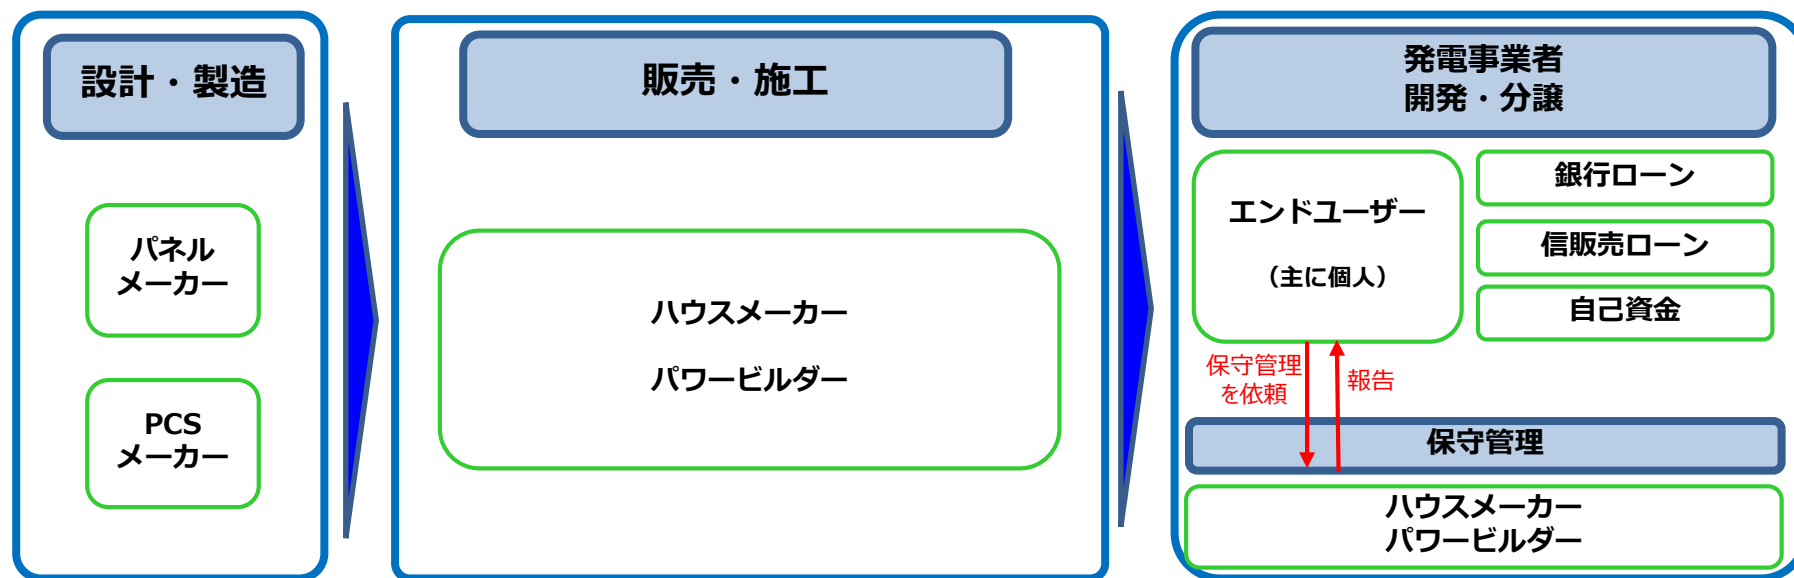 設計・製造
パネル
メーカー
PCS
メーカー
販売・施工
ハウスメーカー
パワービルダー
発電事業者
開発・分譲
エンドユーザー
（主に個人）
銀行ローン
信販売ローン
自己資金
保守管理
を依頼
報告
保守管理
ハウスメーカー
パワービルダー